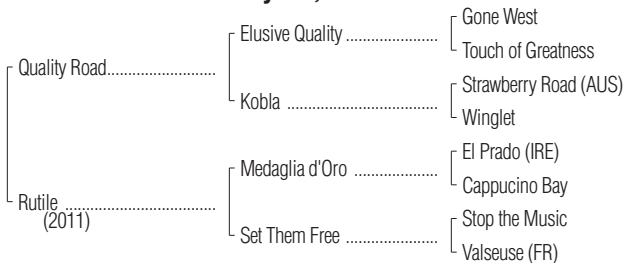 Gone West
Elusive Quality ....................
Touch of Greatness
Quality Road........................
Strawberry Road (AUS)
Kobla .................................
Winglet
El Prado (IRE)
Medaglia d'Oro ..................
Cappucino Bay
Rutile .................................
(2011)
Stop the Music
Set Them Free ....................
Valseuse (FR)